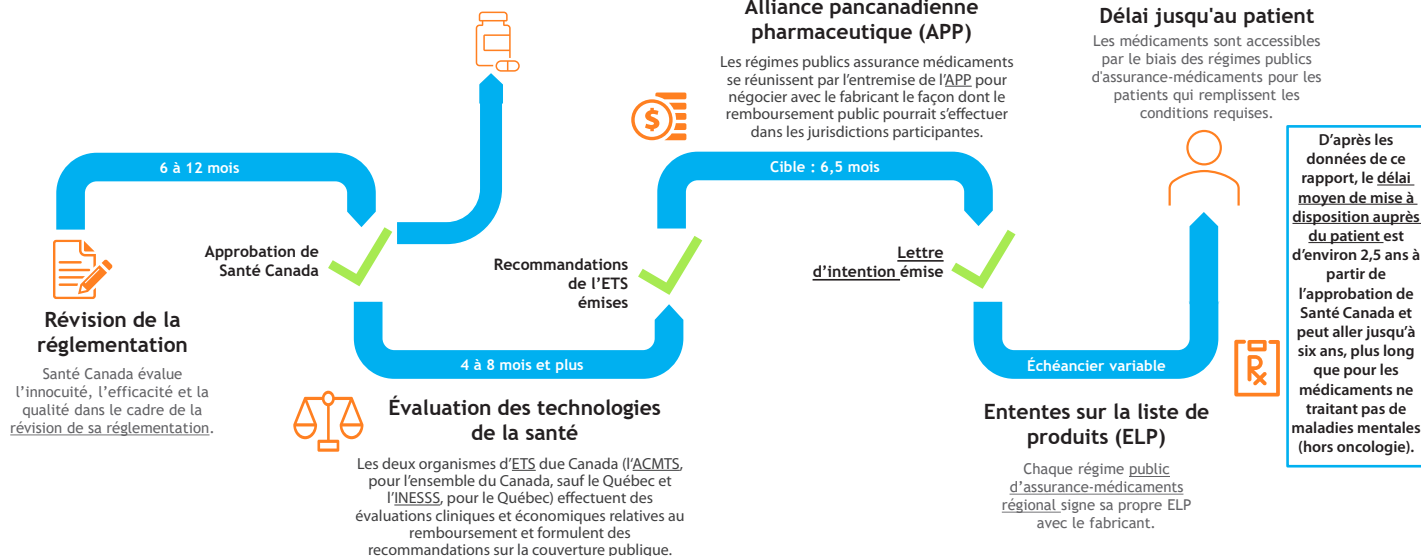 6 à 12 mois
Révision de la
réglementation
Santé Canada évalue
l’innocuité, l’efficacité et la
qualité dans le cadre de la
révision de sa réglementation.
Approbation de
Santé Canada
4 à 8 mois et plus
Évaluation des technologies
de la santé
Les deux organismes d’ETS due Canada (l’ACMTS,
pour l’ensemble du Canada, sauf le Québec et
l’INESSS, pour le Québec) effectuent des
évaluations cliniques et économiques relatives au
remboursement et formulent des
recommandations sur la couverture publique.
Recommandations
de l’ETS
émises
Alliance pancanadienne
pharmaceutique (APP)
Les régimes publics assurance médicaments
se réunissent par l’entremise de l’APP pour
négocier avec le fabricant le façon dont le
remboursement public pourrait s’effectuer
dans les jurisdictions participantes.
Cible : 6,5 mois
Lettre
d’intention émise
Échéancier variable
Ententes sur la liste de
produits (ELP)
Chaque régime public
d’assurance-médicaments
régional signe sa propre ELP
avec le fabricant.
Délai jusqu'au patient
Les médicaments sont accessibles
par le biais des régimes publics
d'assurance-médicaments pour les
patients qui remplissent les
conditions requises.
Rx
D’après les
données de ce
rapport, le délai
moyen de mise à
disposition auprès
du patient est
d’environ 2,5 ans à
partir de
l’approbation de
Santé Canada et
peut aller jusqu’à
six ans, plus long
que pour les
médicaments ne
traitant pas de
maladies mentales
(hors oncologie).